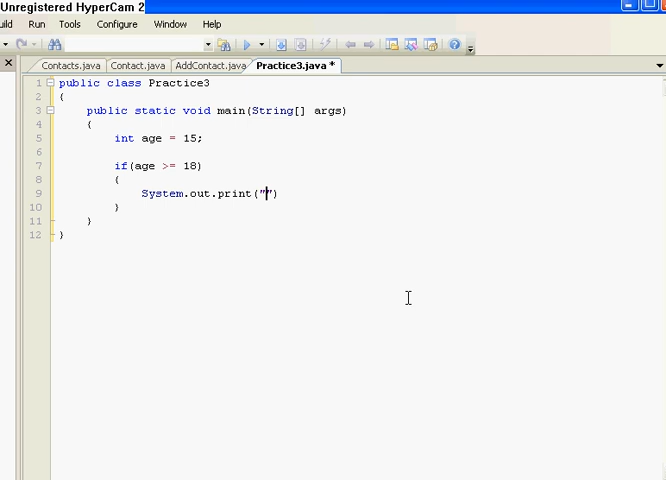 Unregistered HyperCam 2
uild Run Tools Configure Window Help
Contacts.java Contact.java AddContact.java Practice3.java *
1 public class Practice3
2 {
3 public static void main(String[] args)
4 {
5 int age = 15;
6
7 if(age >= 18)
8 {
9 System.out.print("")
10 }
11 }
12 }